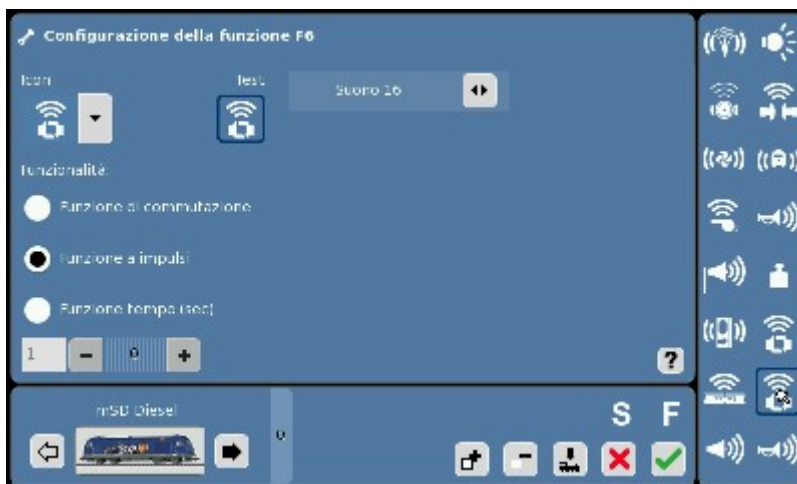 Configurazione della funzione F6
Icon
Test
Suono 16
Funzionalità:
Funzione di commutazione
Funzione a impulsi
Funzione tempo (sec)
1
-
0
+
?
mSD Diesel
0
S F